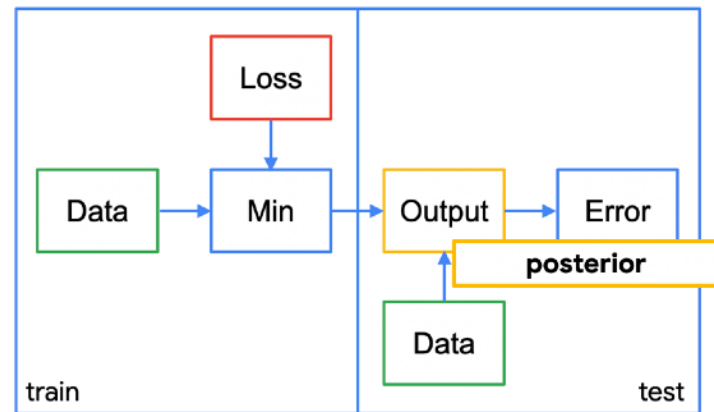 Loss
Data
Min
Output
Error
posterior
Data
train
test